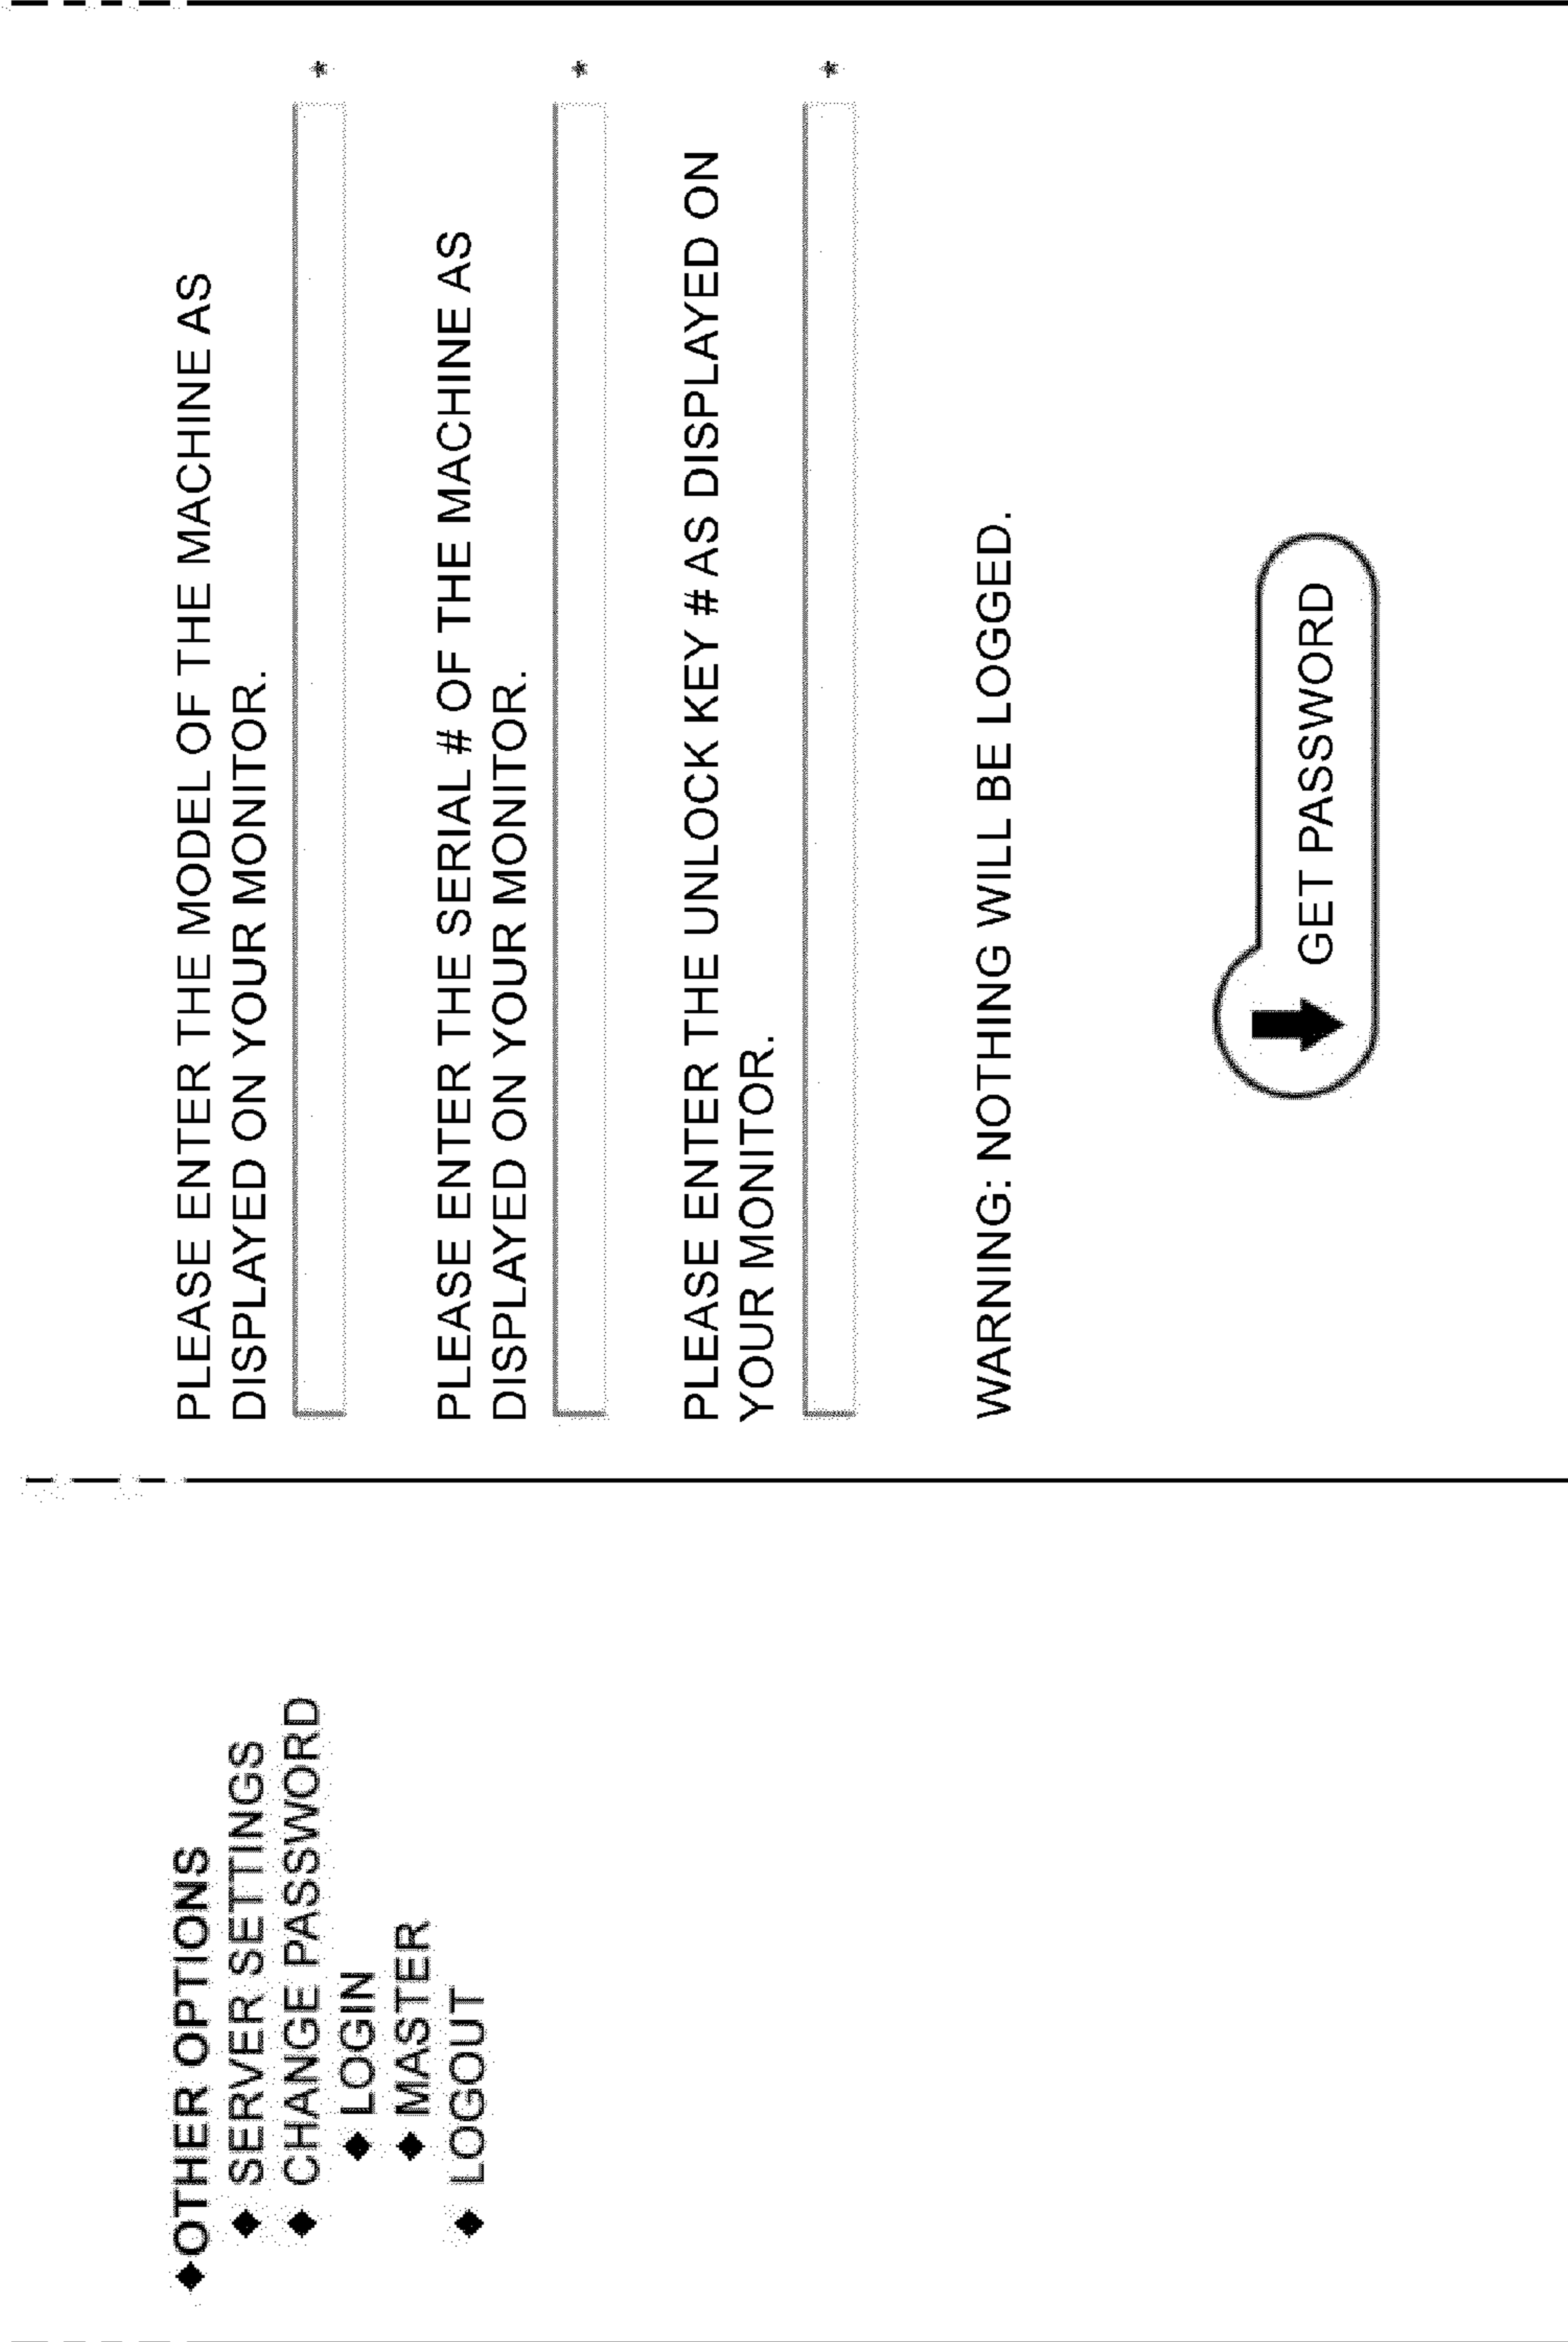 ◆OTHER OPTIONS
◆ SERVER SETTINGS
◆ CHANGE PASSWORD
◆ LOGIN
◆ MASTER
◆ LOGOUT
PLEASE ENTER THE MODEL OF THE MACHINE AS
DISPLAYED ON YOUR MONITOR.
*
PLEASE ENTER THE SERIAL # OF THE MACHINE AS
DISPLAYED ON YOUR MONITOR.
*
PLEASE ENTER THE UNLOCK KEY # AS DISPLAYED ON
YOUR MONITOR.
*
WARNING: NOTHING WILL BE LOGGED.
GET PASSWORD